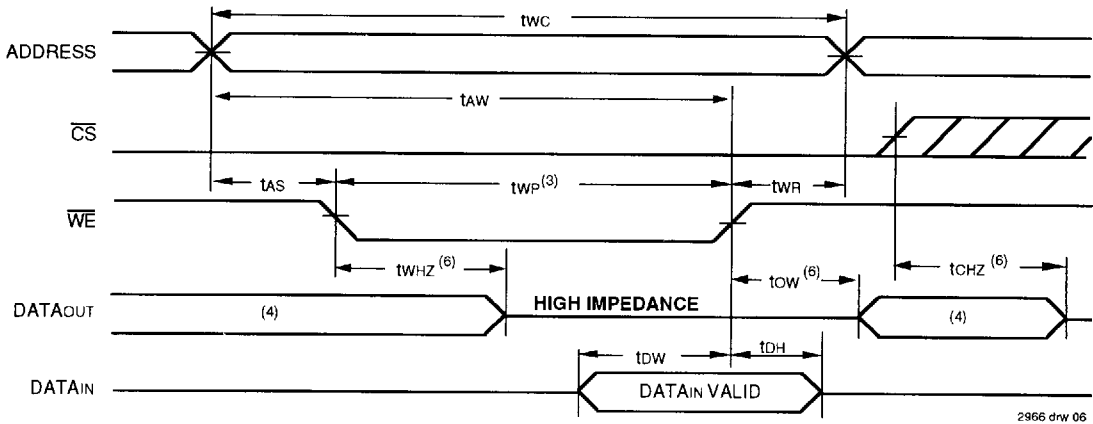 tWC
ADDRESS
tAW
CS
tAS
tWP(3)
tWR
WE
tWHZ (6)
tOW (6)
tCHZ (6)
DATAOUT
(4)
HIGH IMPEDANCE
(4)
tDW
tDH
DATAIN
DATAIN VALID
2966 drw 06